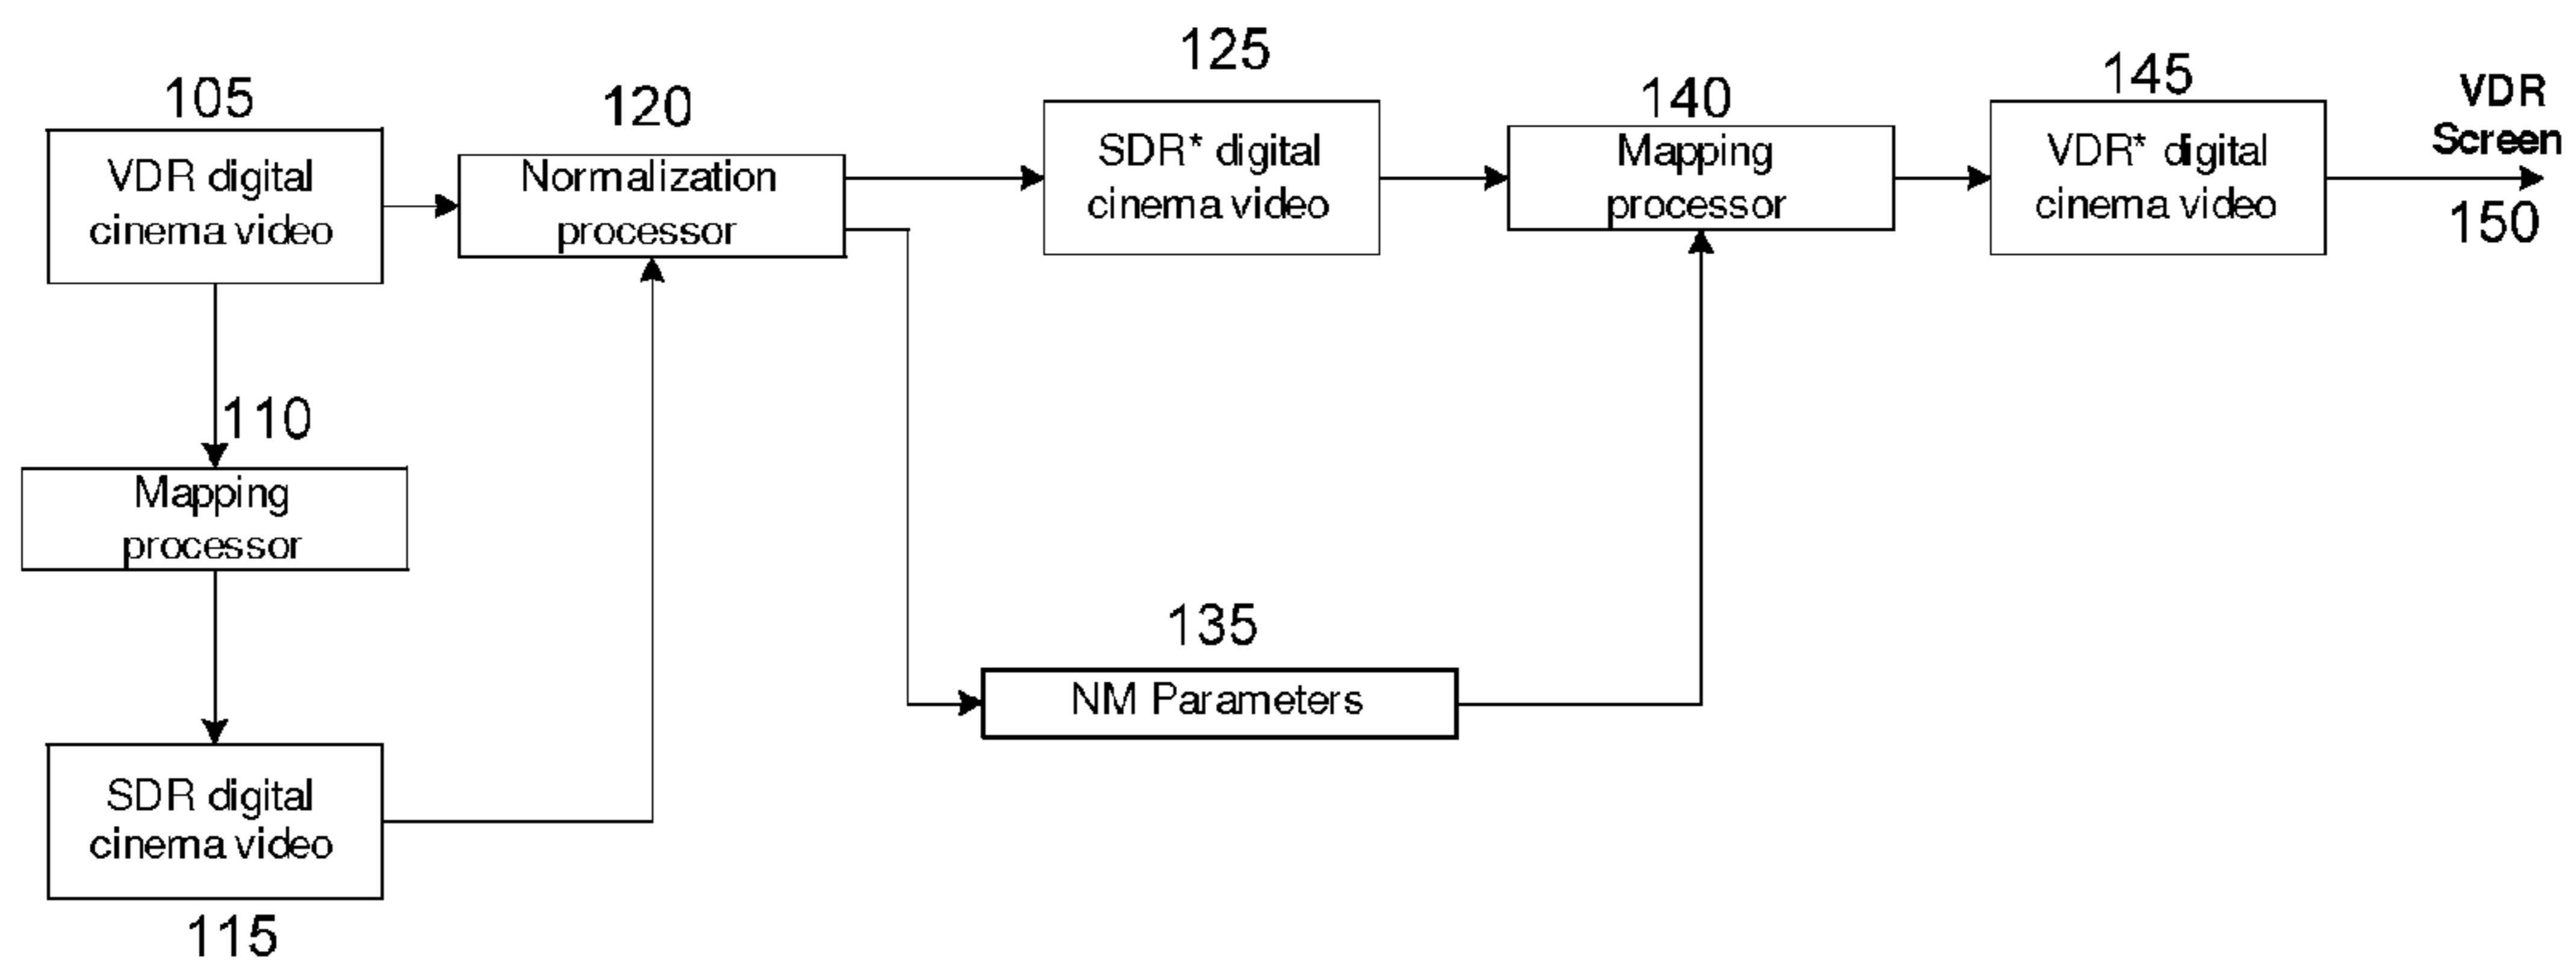 105
VDR digital
cinema video
120
Normalization
processor
125
SDR* digital
cinema video
140
Mapping
processor
145
VDR* digital
cinema video
VDR
Screen
150
110
Mapping
processor
135
NM Parameters
SDR digital
cinema video
115